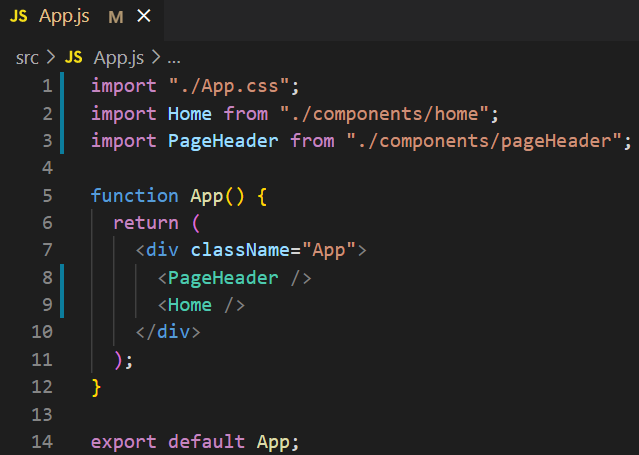 JS App.js M ×
src > JS App.js > ...
1 import "./App.css";
2 import Home from "./components/home";
3 import PageHeader from "./components/pageHeader";
4
5 function App() {
6   return (
7     <div className="App">
8       <PageHeader />
9       <Home />
10     </div>
11   );
12 }
13
14 export default App;